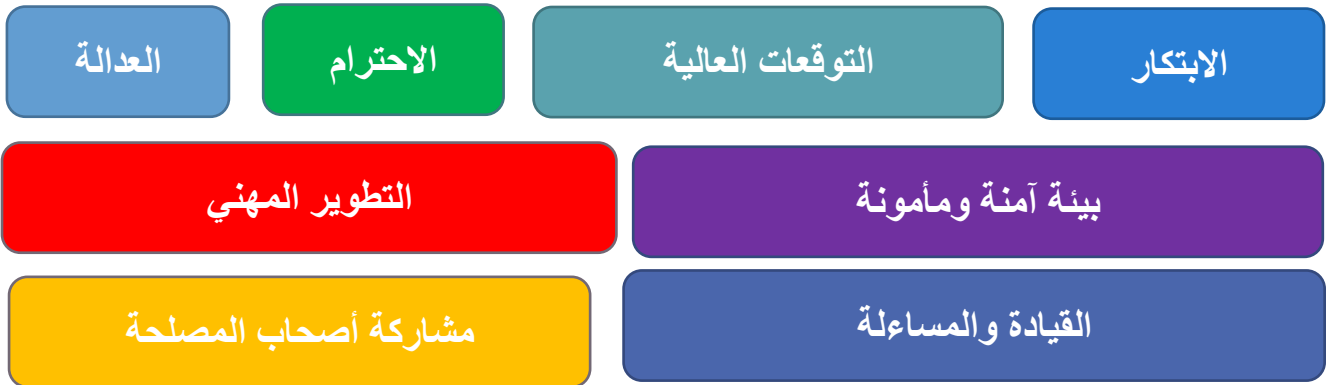 الابتكار
التوقعات العالية
الاحترام
العدالة
بيئة آمنة ومأمونة
التطوير المهني
القيادة والمساءلة
مشاركة أصحاب المصلحة